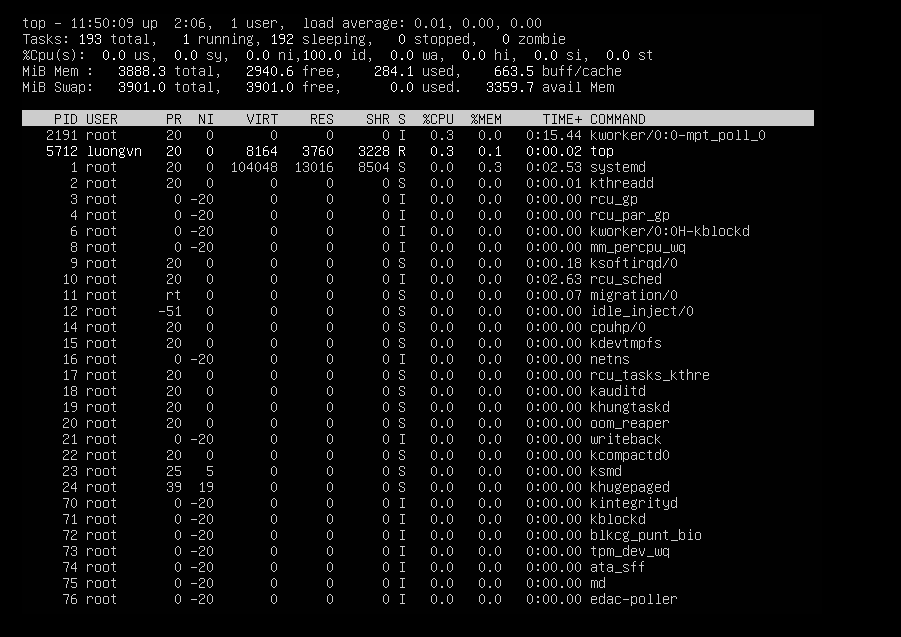 top - 11:50:09 up  2:06,  1 user,  load average: 0.01, 0.00, 0.00
Tasks: 193 total,   1 running, 192 sleeping,   0 stopped,   0 zombie
%Cpu(s):  0.0 us,  0.0 sy,  0.0 ni,100.0 id,  0.0 wa,  0.0 hi,  0.0 si,  0.0 st
MiB Mem :   3888.3 total,   2940.6 free,    284.1 used,    663.5 buff/cache
MiB Swap:   3901.0 total,   3901.0 free,      0.0 used.   3359.7 avail Mem
    PID USER      PR  NI    VIRT    RES    SHR S  %CPU  %MEM     TIME+ COMMAND
   2191 root      20   0       0      0      0 I   0.3   0.0   0:15.44 kworker/0:0-mpt_poll_0
   5712 luongvn   20   0    8164   3760   3228 R   0.3   0.1   0:00.02 top
      1 root      20   0  104048  13016   8504 S   0.0   0.3   0:02.53 systemd
      2 root      20   0       0      0      0 S   0.0   0.0   0:00.01 kthreadd
      3 root       0 -20       0      0      0 I   0.0   0.0   0:00.00 rcu_gp
      4 root       0 -20       0      0      0 I   0.0   0.0   0:00.00 rcu_par_gp
      6 root       0 -20       0      0      0 I   0.0   0.0   0:00.00 kworker/0:0H-kblockd
      8 root       0 -20       0      0      0 I   0.0   0.0   0:00.00 mm_percpu_wq
      9 root      20   0       0      0      0 S   0.0   0.0   0:00.18 ksoftirqd/0
     10 root      20   0       0      0      0 I   0.0   0.0   0:02.63 rcu_sched
     11 root      rt   0       0      0      0 S   0.0   0.0   0:00.07 migration/0
     12 root     -51   0       0      0      0 S   0.0   0.0   0:00.00 idle_inject/0
     14 root      20   0       0      0      0 S   0.0   0.0   0:00.00 cpuhp/0
     15 root      20   0       0      0      0 S   0.0   0.0   0:00.00 kdevtmpfs
     16 root       0 -20       0      0      0 I   0.0   0.0   0:00.00 netns
     17 root      20   0       0      0      0 S   0.0   0.0   0:00.00 rcu_tasks_kthre
     18 root      20   0       0      0      0 S   0.0   0.0   0:00.00 kauditd
     19 root      20   0       0      0      0 S   0.0   0.0   0:00.00 khungtaskd
     20 root      20   0       0      0      0 S   0.0   0.0   0:00.00 oom_reaper
     21 root       0 -20       0      0      0 I   0.0   0.0   0:00.00 writeback
     22 root      20   0       0      0      0 S   0.0   0.0   0:00.00 kcompactd0
     23 root      25   5       0      0      0 S   0.0   0.0   0:00.00 ksmd
     24 root      39  19       0      0      0 S   0.0   0.0   0:00.00 khugepaged
     70 root       0 -20       0      0      0 I   0.0   0.0   0:00.00 kintegrityd
     71 root       0 -20       0      0      0 I   0.0   0.0   0:00.00 kblockd
     72 root       0 -20       0      0      0 I   0.0   0.0   0:00.00 blkcg_punt_bio
     73 root       0 -20       0      0      0 I   0.0   0.0   0:00.00 tpm_dev_wq
     74 root       0 -20       0      0      0 I   0.0   0.0   0:00.00 ata_sff
     75 root       0 -20       0      0      0 I   0.0   0.0   0:00.00 md
     76 root       0 -20       0      0      0 I   0.0   0.0   0:00.00 edac-poller